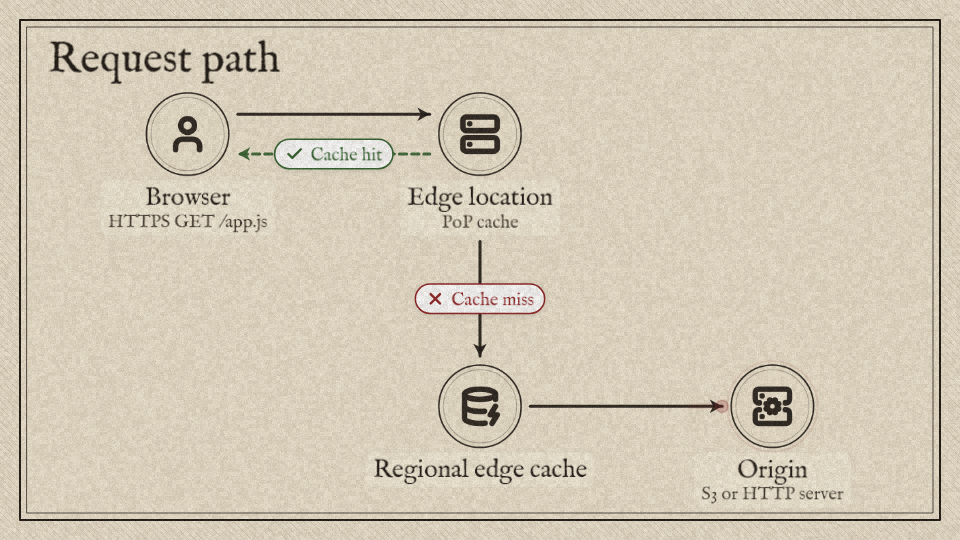 Request path
Cache hit
Browser
HTTPS GET /app.js
Edge location
PoP cache
Cache miss
Regional edge cache
Origin
S3 or HTTP server